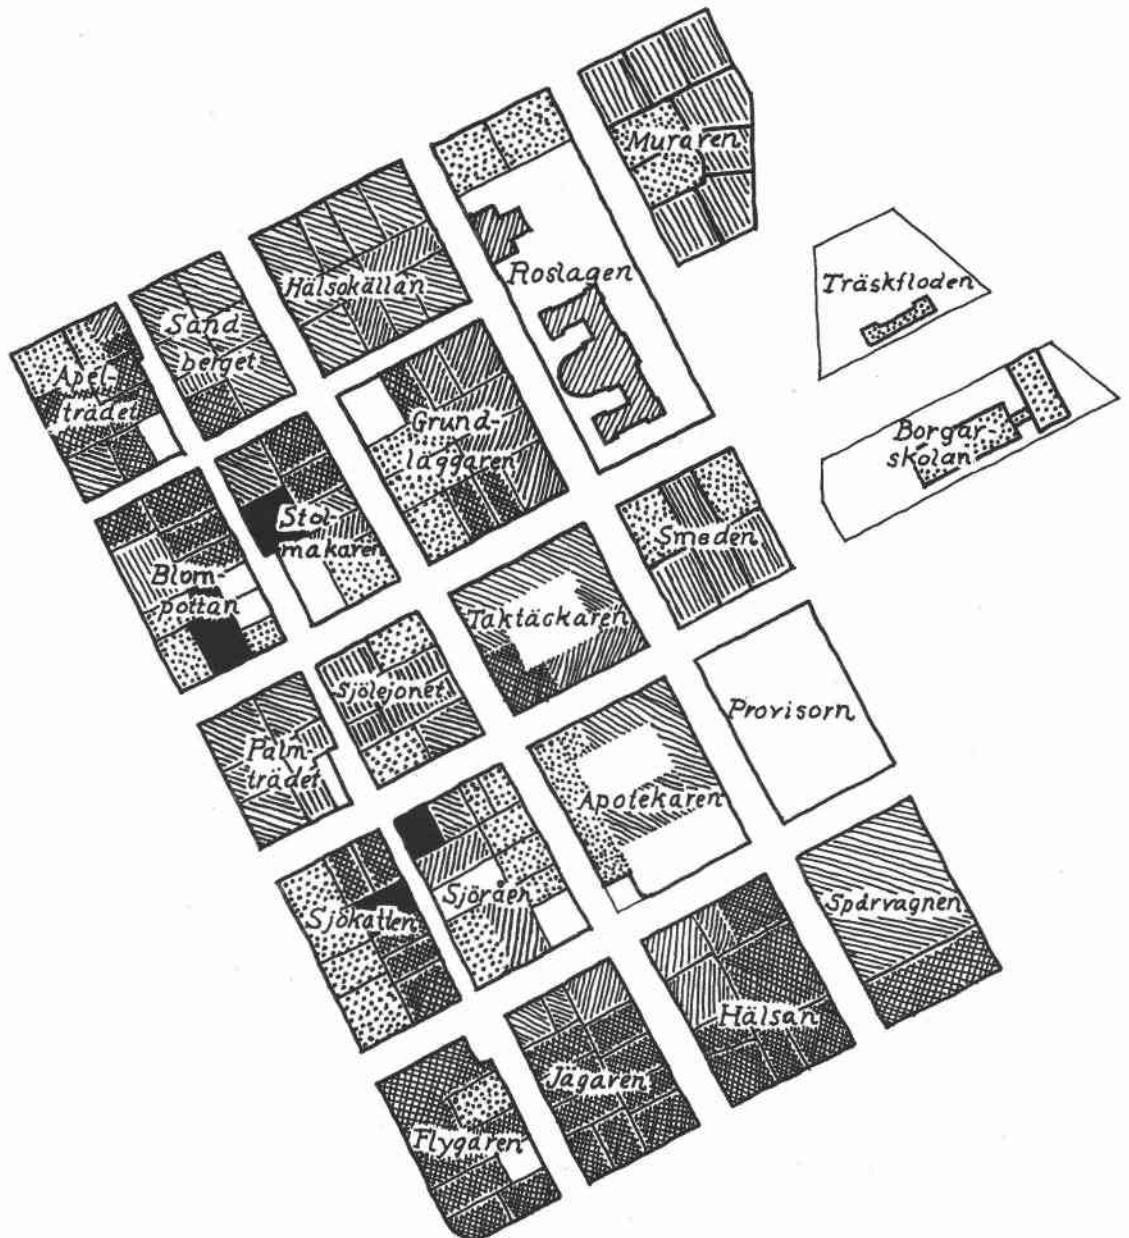 Muraren
Hälsokällan
Roslagen
Träskfloden
Sand
berget
Apel-
trädet
Grund-
läggaren
Borgar-
skolan
Stol-
makaren
Smeden
Blom-
pottan
Taktäckaren
Sjölejonet
Provisorn
Palm-
trädet
Apotekaren
Sjökatten
Sjöråen
Spårvagnen
Hälsan
Jägaren
Flygaren